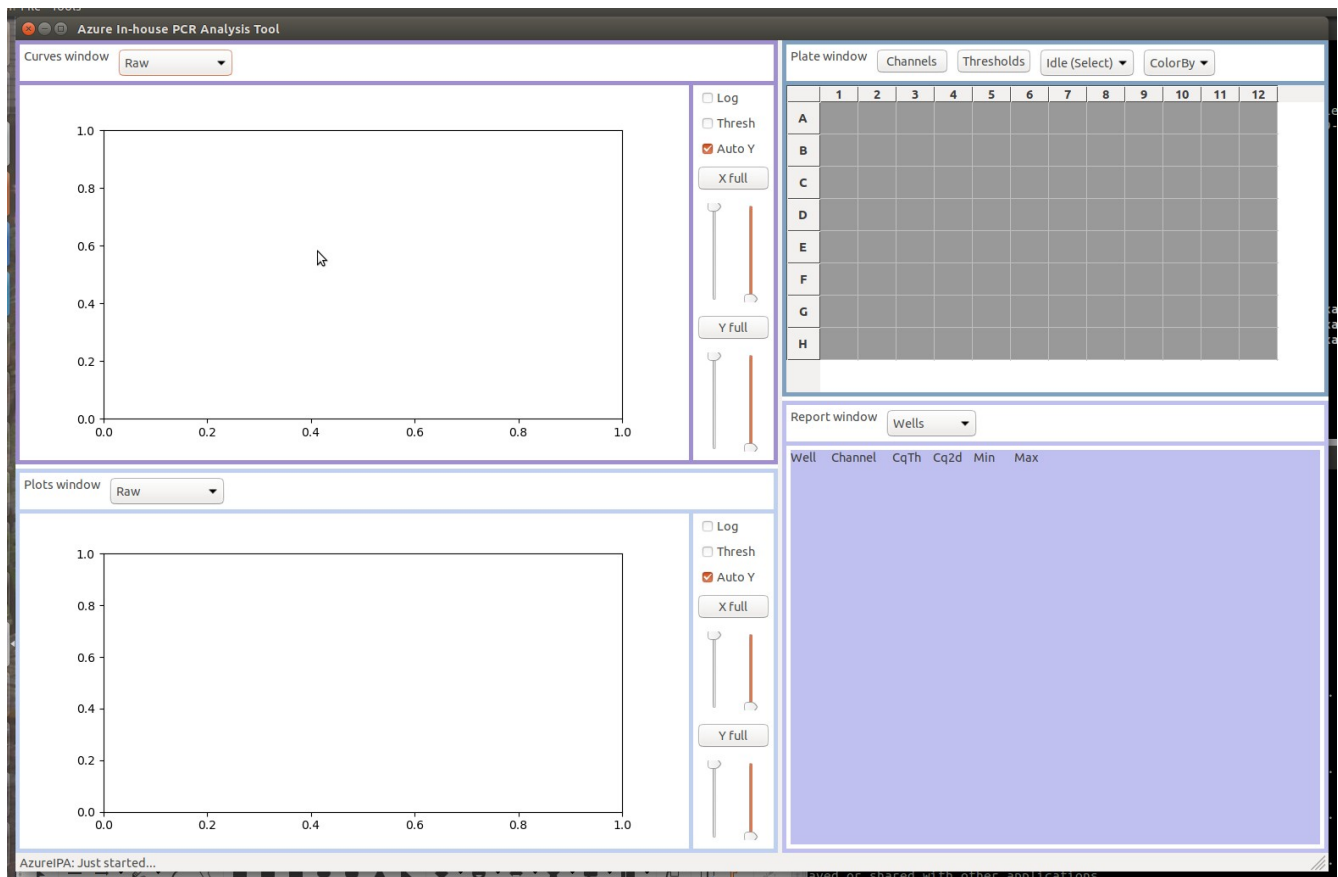 Azure In-house PCR Analysis Tool
Curves window Raw
Log
Thresh
Auto Y
X full
Y full
1.0
0.8
0.6
0.4
0.2
0.0
0.0 0.2 0.4 0.6 0.8 1.0
Plots window Raw
Log
Thresh
Auto Y
X full
Y full
1.0
0.8
0.6
0.4
0.2
0.0
0.0 0.2 0.4 0.6 0.8 1.0
Plate window Channels Thresholds Idle (Select) ColorBy
1 2 3 4 5 6 7 8 9 10 11 12
A
B
C
D
E
F
G
H
Report window Wells
Well Channel CqTh Cq2d Min Max
AzureIPA: Just started...